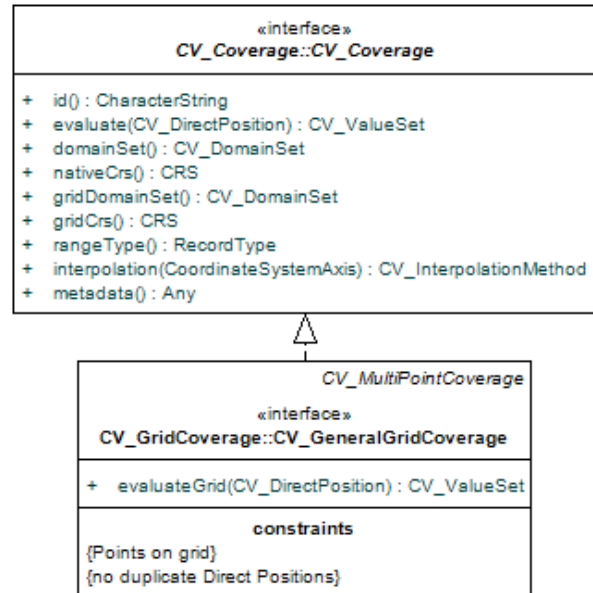 «interface»
CV_Coverage::CV_Coverage
+ id() : CharacterString
+ evaluate(CV_DirectPosition) : CV_ValueSet
+ domainSet() : CV_DomainSet
+ nativeCrs() : CRS
+ gridDomainSet() : CV_DomainSet
+ gridCrs() : CRS
+ rangeType() : RecordType
+ interpolation(CoordinateSystemAxis) : CV_InterpolationMethod
+ metadata() : Any
CV_MultiPointCoverage
«interface»
CV_GridCoverage::CV_GeneralGridCoverage
+ evaluateGrid(CV_DirectPosition) : CV_ValueSet
constraints
{Points on grid}
{no duplicate Direct Positions}